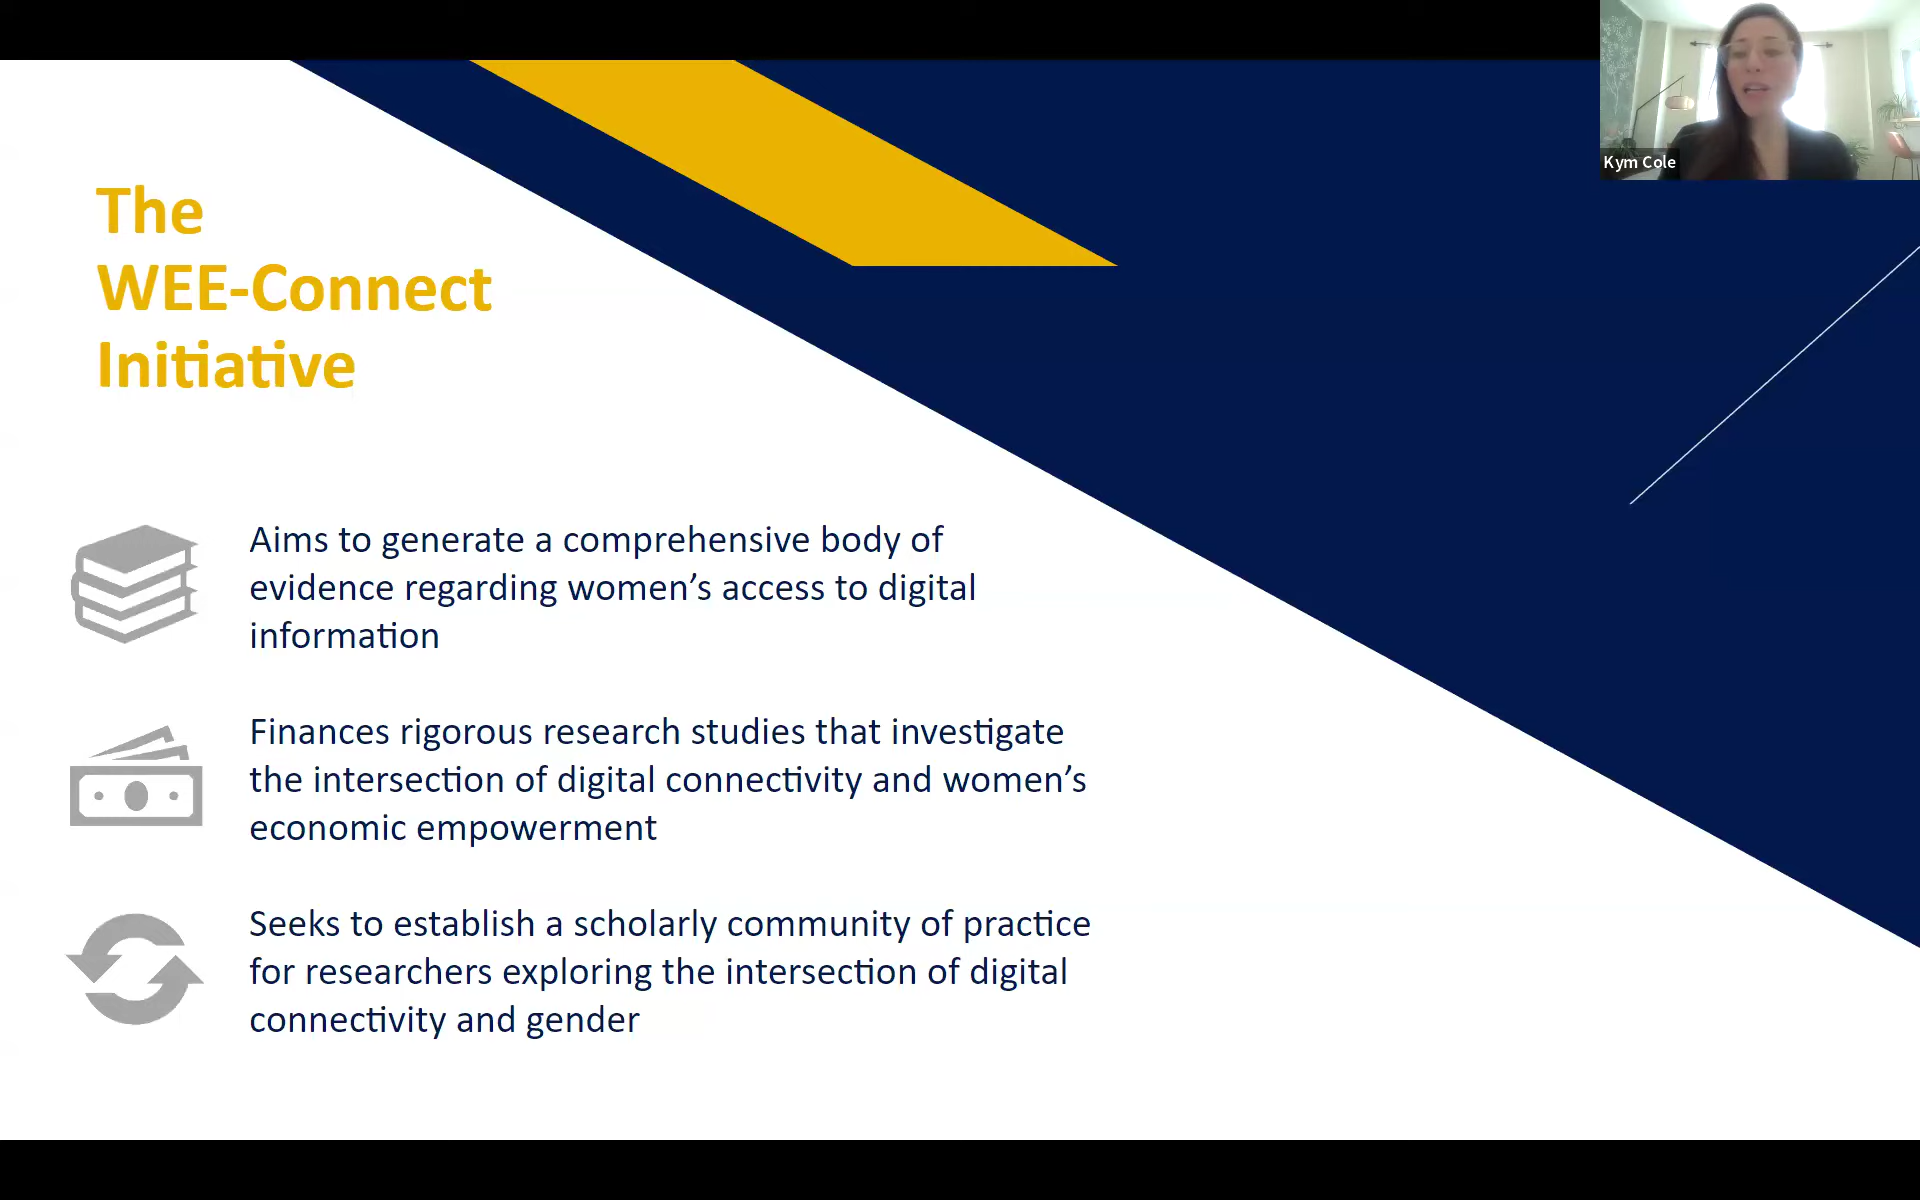 Kym Cole
The
WEE-Connect
Initiative
Aims to generate a comprehensive body of
evidence regarding women’s access to digital
information
Finances rigorous research studies that investigate
the intersection of digital connectivity and women’s
economic empowerment
Seeks to establish a scholarly community of practice
for researchers exploring the intersection of digital
connectivity and gender